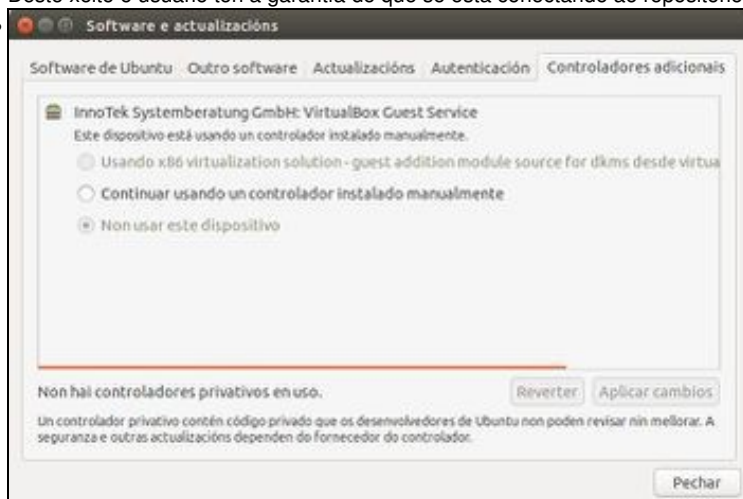 Deste xeito o usuario ten a garantía de que se está conectando ao repositorio
Software e actualizacións
Software de Ubuntu Outro software Actualizacións Autenticación Controladores adicionais
InnoTek Systemberatung GmbH: VirtualBox Guest Service
Este dispositivo está usando un controlador instalado manualmente.
Usando x86 virtualization solution - guest addition module source for dkms desde virtua
Continuar usando un controlador instalado manualmente
Non usar este dispositivo
Non hai controladores privativos en uso.
Reverter Aplicar cambios
Un controlador privativo contén código privado que os desenvolvedores de Ubuntu non poden revisar nin mellorar. A
seguranza e outras actualizacións dependen do fornecedor do controlador.
Pechar